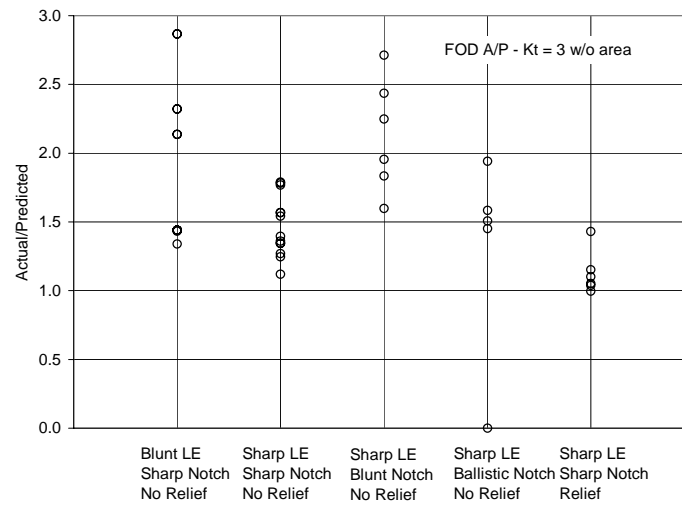 3.0
FOD A/P - Kt = 3 w/o area
2.5
2.0
1.5
1.0
0.5
0.0
Actual/Predicted
Blunt LE
Sharp Notch
No Relief
Sharp LE
Sharp Notch
No Relief
Sharp LE
Blunt Notch
No Relief
Sharp LE
Ballistic Notch
No Relief
Sharp LE
Sharp Notch
Relief